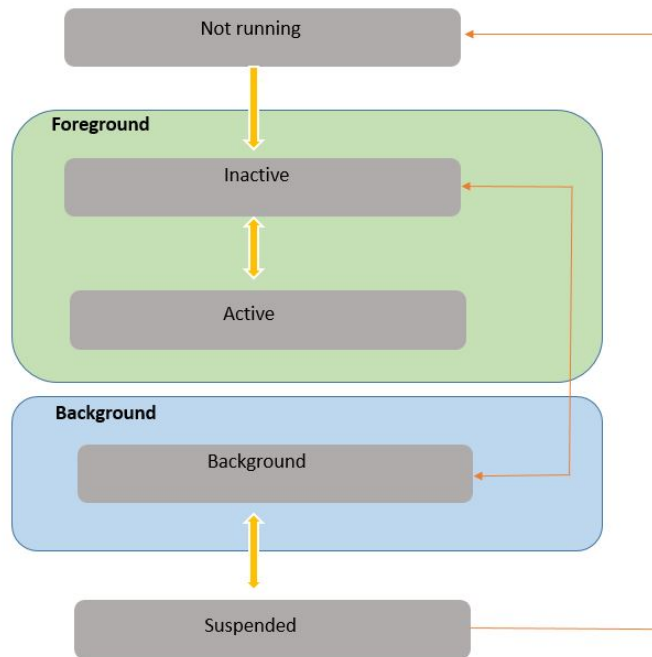 Not running
Foreground
Inactive
Active
Background
Background
Suspended